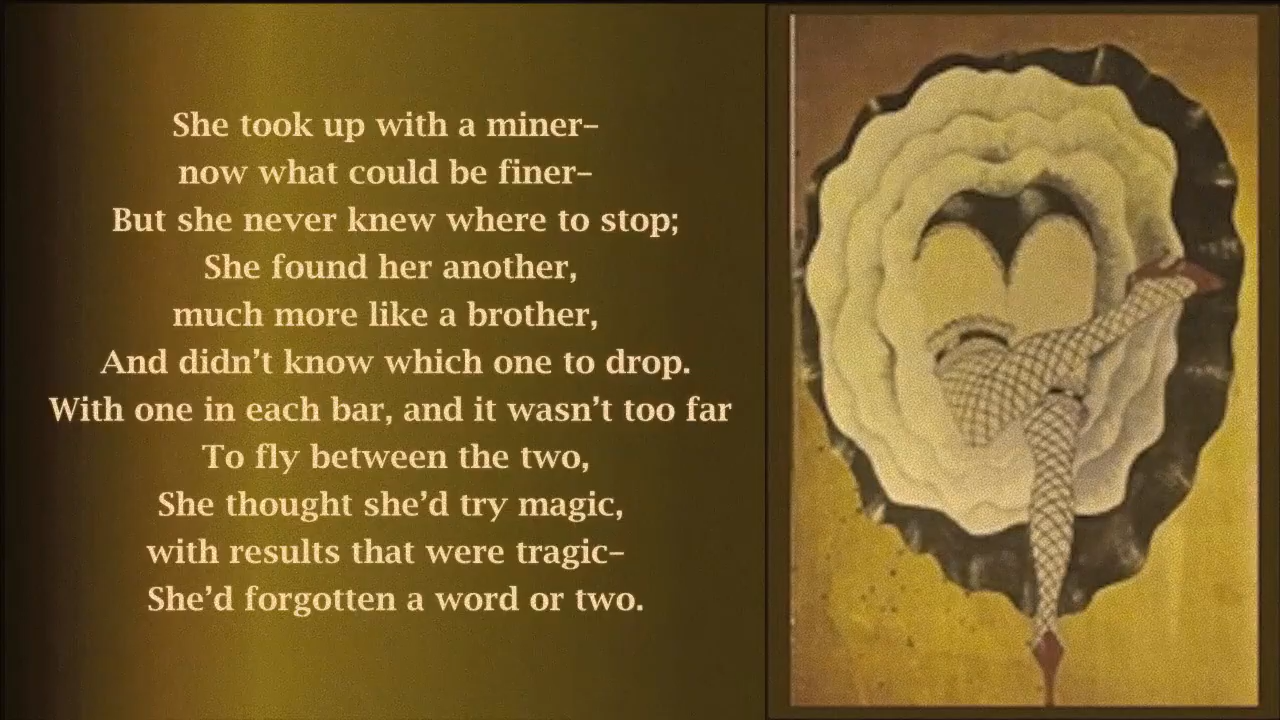 She took up with a miner–
now what could be finer–
But she never knew where to stop;
She found her another,
much more like a brother,
And didn’t know which one to drop.
With one in each bar, and it wasn’t too far
To fly between the two,
She thought she’d try magic,
with results that were tragic–
She’d forgotten a word or two.